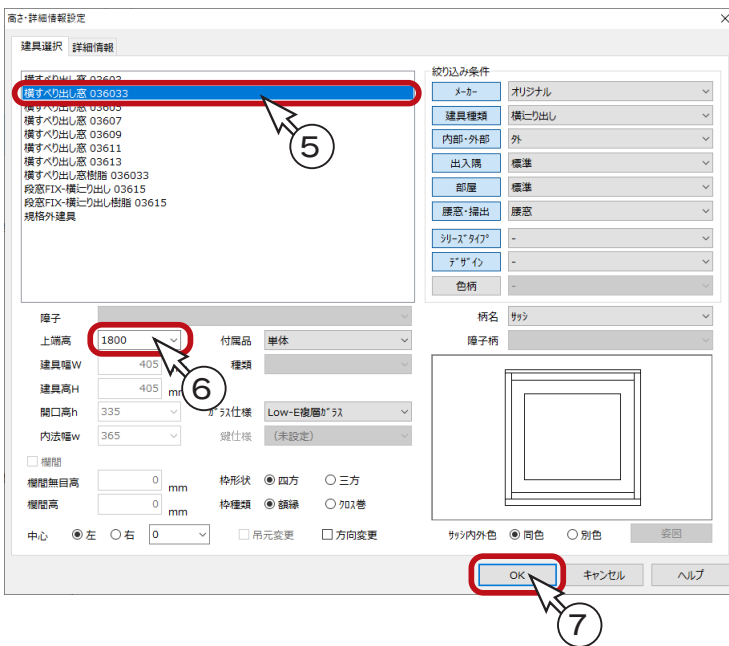 高さ・詳細情報設定
建具選択 詳細情報
横すべり出し窓 03603
横すべり出し窓 036033
横すべり出し窓 03605
横すべり出し窓 03607
横すべり出し窓 03609
横すべり出し窓 03611
横すべり出し窓 03613
横すべり出し窓樹脂 036033
段窓FIX-横辷り出し 03615
段窓FIX-横辷り出し樹脂 03615
規格外建具
⑤
絞り込み条件
メーカー オリジナル
建具種類 横辷り出し
内部・外部 外
出入隅 標準
部屋 標準
腰窓・掃出 腰窓
シリーズタイプ -
デザイン -
色柄 -
障子
柄名 サッシ
上端高 1800 付属品 単体
障子柄
建具幅W 405 種類
建具高H 405 mm
⑥
開口高h 335 ガラス仕様 Low-E複層ガラス
内法幅w 365 鍵仕様 (未設定)
欄間
欄間無目高 0 mm 枠形状 四方 三方
欄間高 0 mm 枠種類 額縁 クロス巻
中心 左 右 0 吊元変更 方向変更
サッシ内外色 同色 別色 姿図
OK キャンセル ヘルプ
⑦